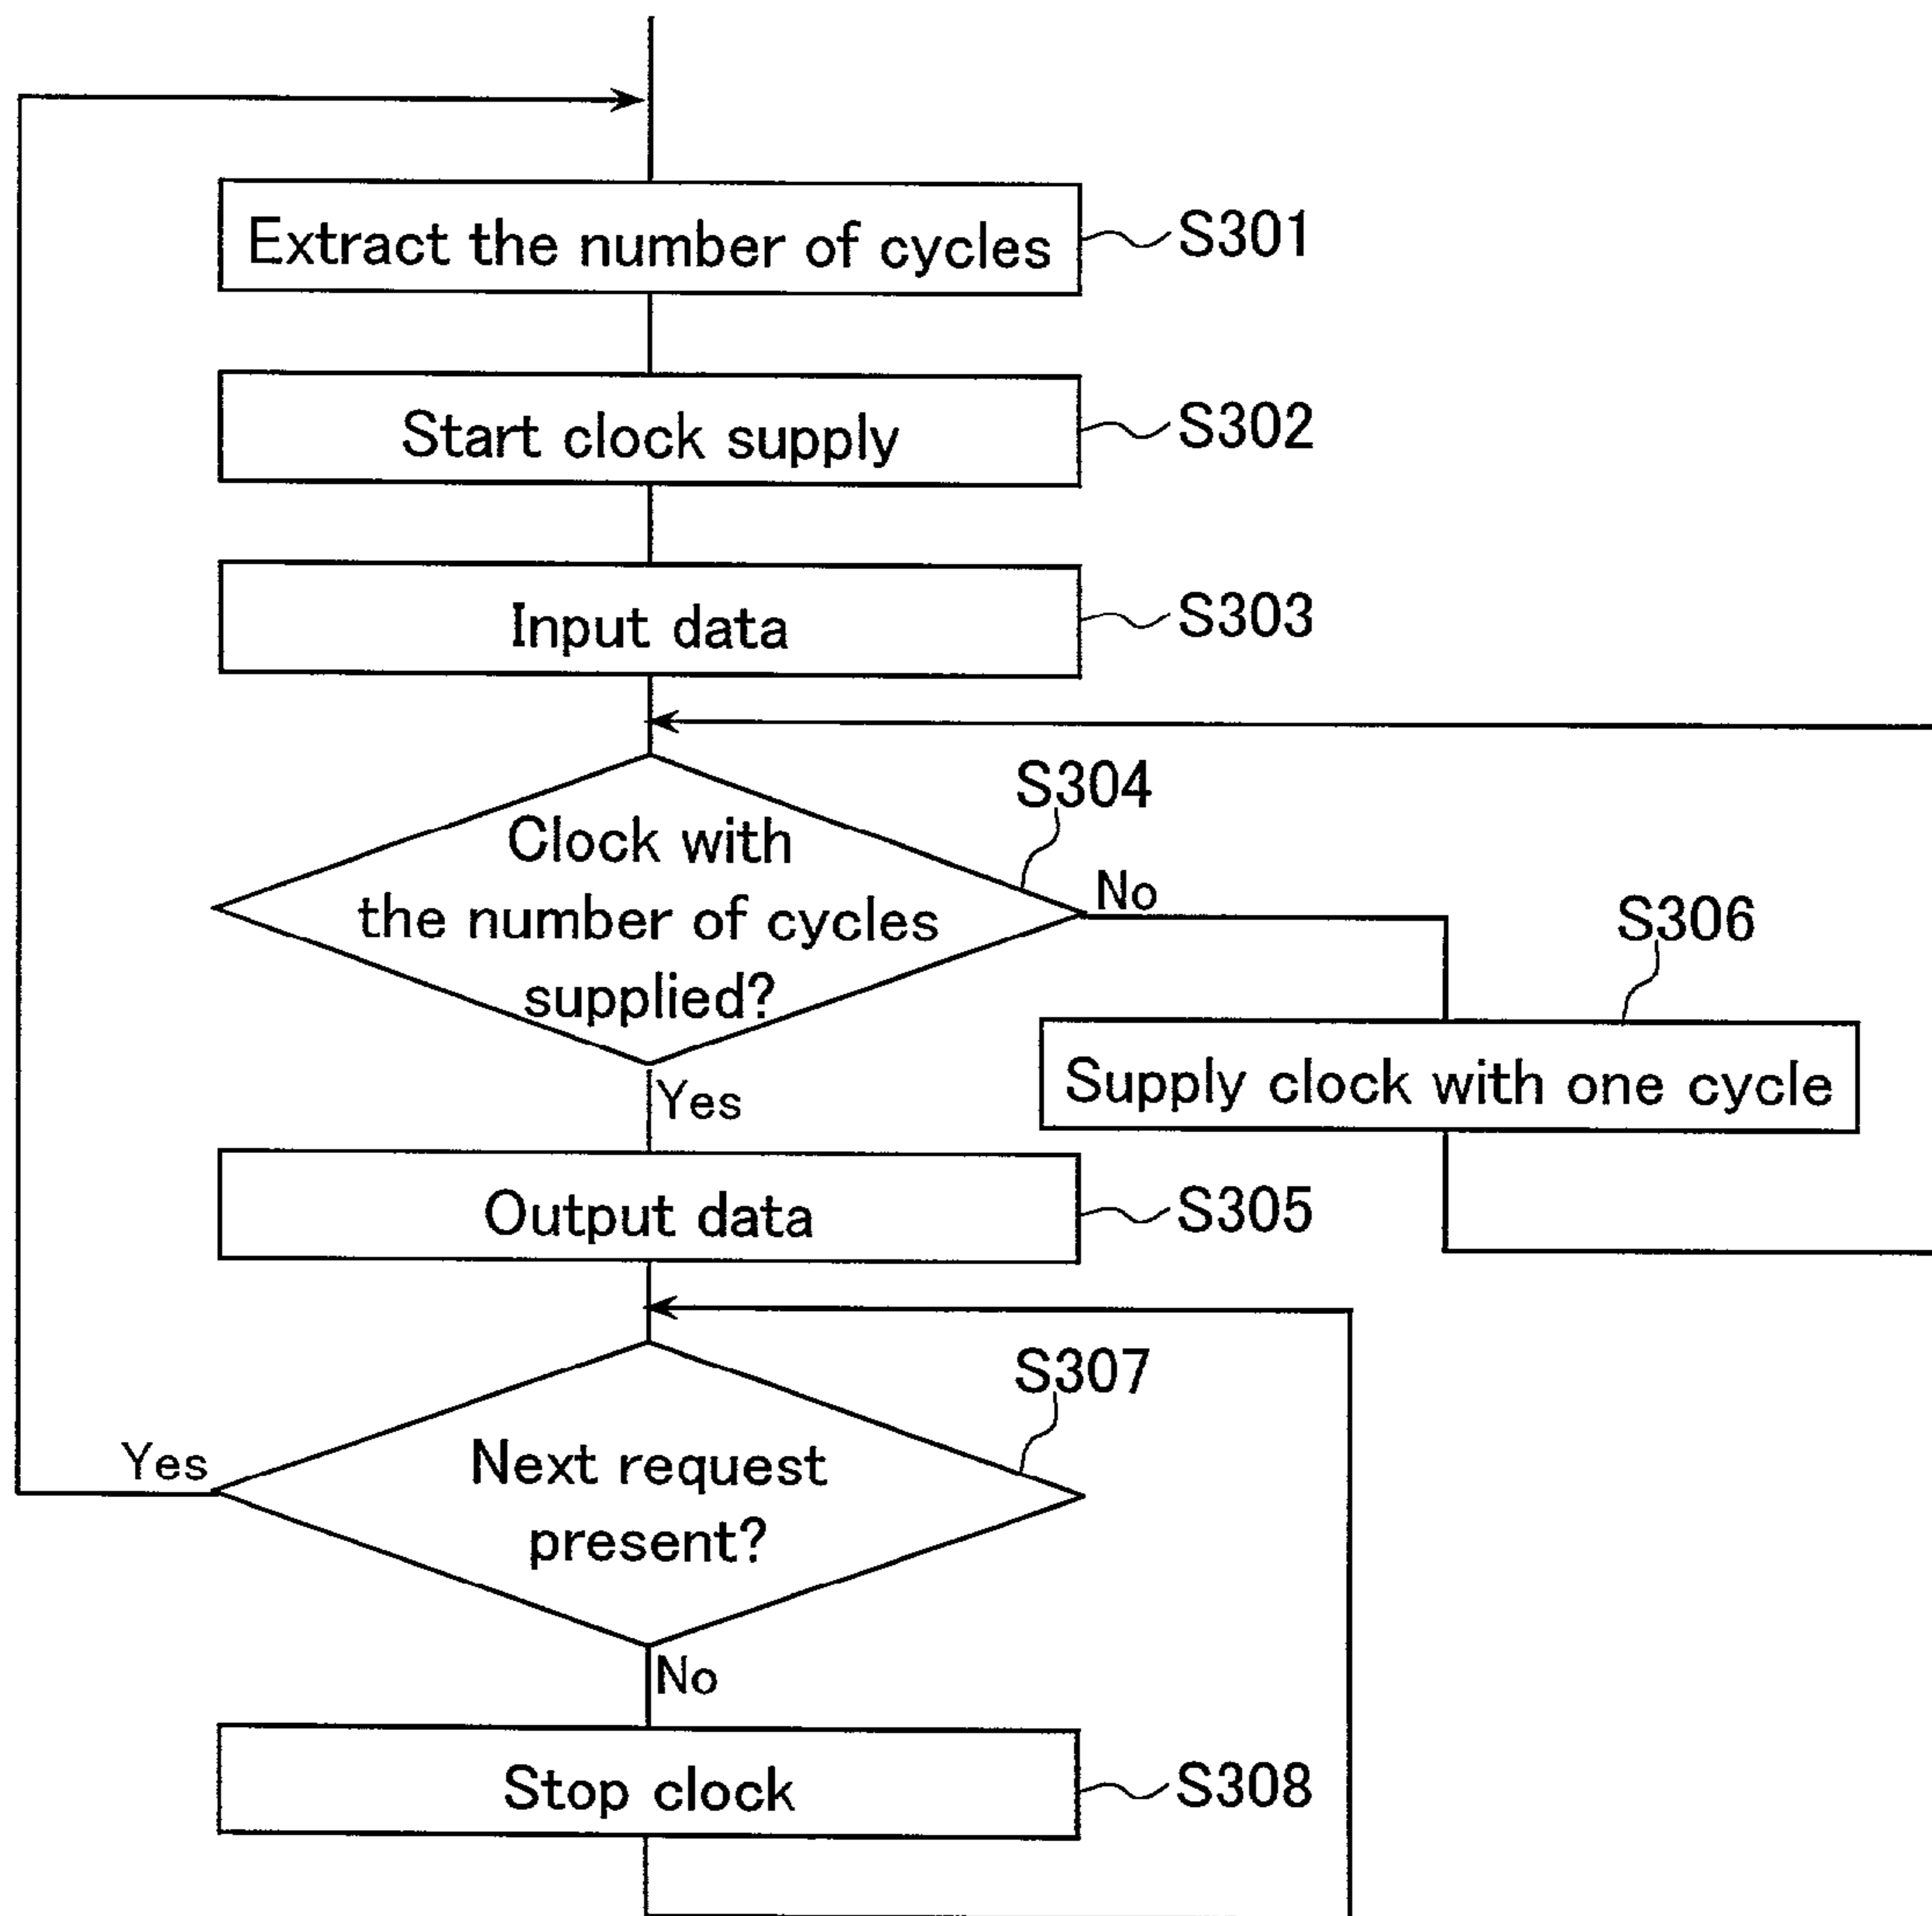 Extract the number of cycles
S301
Start clock supply
S302
Input data
S303
S304
Clock with
the number of cycles
supplied?
No
S306
Supply clock with one cycle
Yes
Output data
S305
S307
Next request
present?
Yes
No
Stop clock
S308